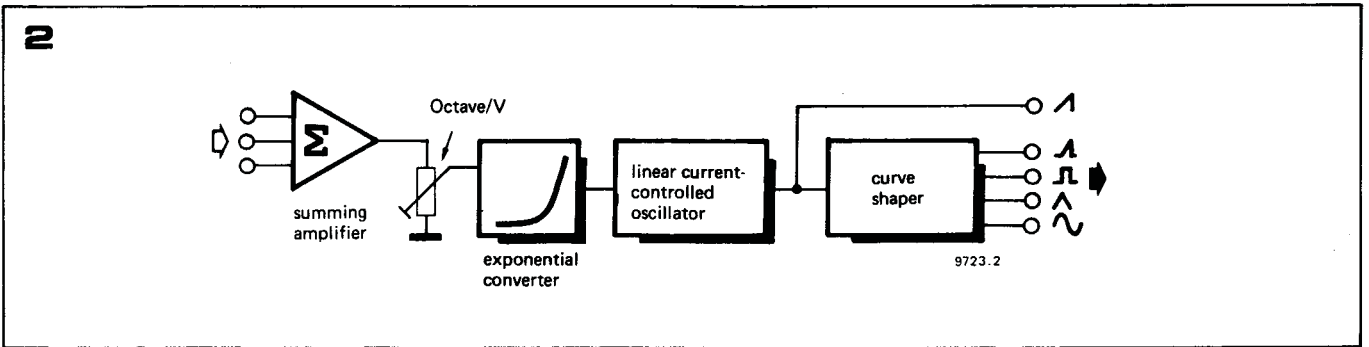 2
Octave/V
Σ
summing
amplifier
exponential
converter
linear current-
controlled
oscillator
curve
shaper
9723.2